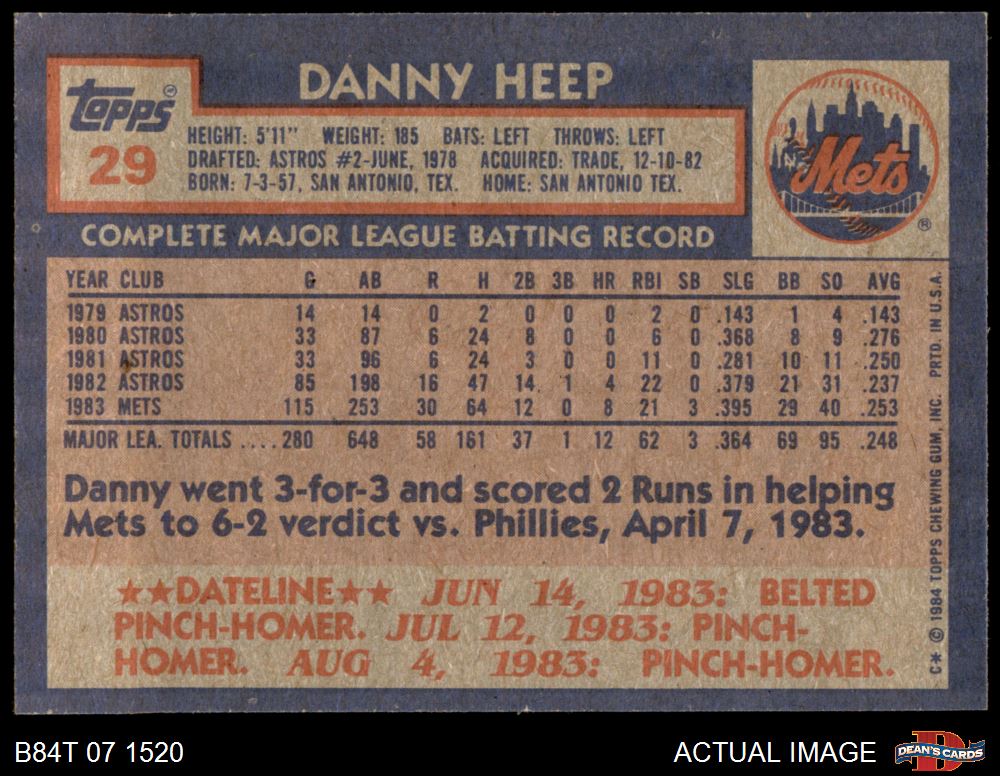 DANNY HEEP
topps®
29
HEIGHT: 5'11" WEIGHT: 185 BATS: LEFT THROWS: LEFT
DRAFTED: ASTROS #2-JUNE, 1978 ACQUIRED: TRADE, 12-10-82
BORN: 7-3-57, SAN ANTONIO, TEX. HOME: SAN ANTONIO TEX.
Mets
®
COMPLETE MAJOR LEAGUE BATTING RECORD
YEAR CLUB G AB R H 2B 3B HR RBI SB SLG BB SO AVG
1979 ASTROS 14 14 0 2 0 0 0 2 0 .143 1 4 .143
1980 ASTROS 33 87 6 24 8 0 0 6 0 .368 8 9 .276
1981 ASTROS 33 96 6 24 3 0 0 11 0 .281 10 11 .250
1982 ASTROS 85 198 16 47 14 1 4 22 0 .379 21 31 .237
1983 METS 115 253 30 64 12 0 8 21 3 .395 29 40 .253
MAJOR LEA. TOTALS ....280 648 58 161 37 1 12 62 3 .364 69 95 .248
Danny went 3-for-3 and scored 2 Runs in helping
Mets to 6-2 verdict vs. Phillies, April 7, 1983.
★★DATELINE★★ JUN 14, 1983: BELTED
PINCH-HOMER. JUL 12, 1983: PINCH-
HOMER. AUG 4, 1983: PINCH-HOMER.
C* © 1984 TOPPS CHEWING GUM, INC. PRTD. IN U.S.A.
B84T 07 1520
ACTUAL IMAGE
DEAN'S CARDS